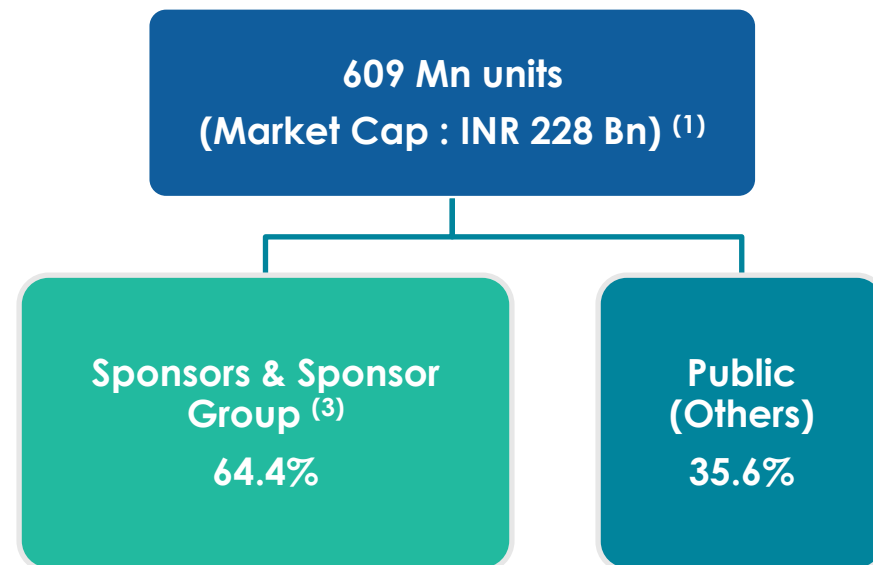 609 Mn units
(Market Cap : INR 228 Bn) (1)
Sponsors & Sponsor
Group (3)
64.4%
Public
(Others)
35.6%